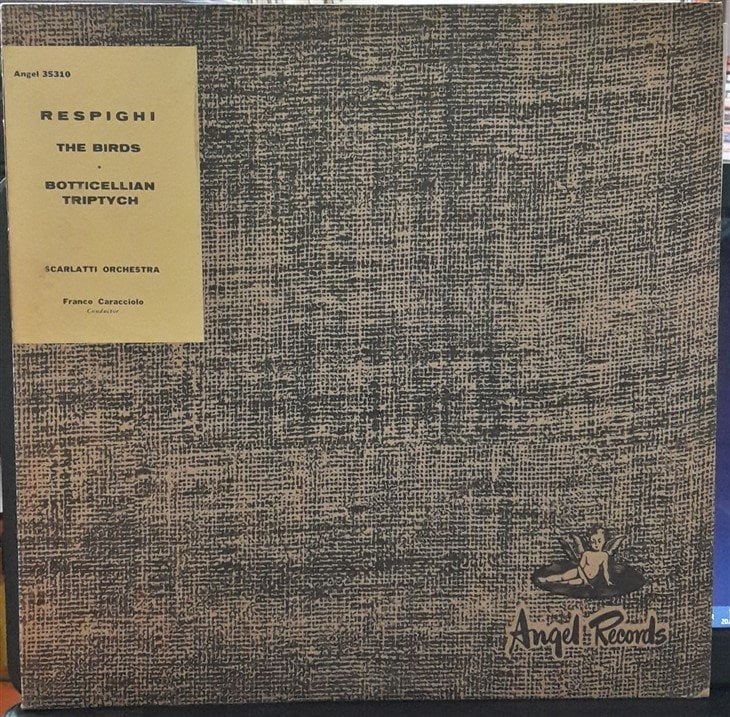 Angel 35310
RESPIGHI
THE BIRDS
•
BOTTICELLIAN
TRIPTYCH
SCARLATTI ORCHESTRA
Franco Caracciolo
Conductor
Angel Records